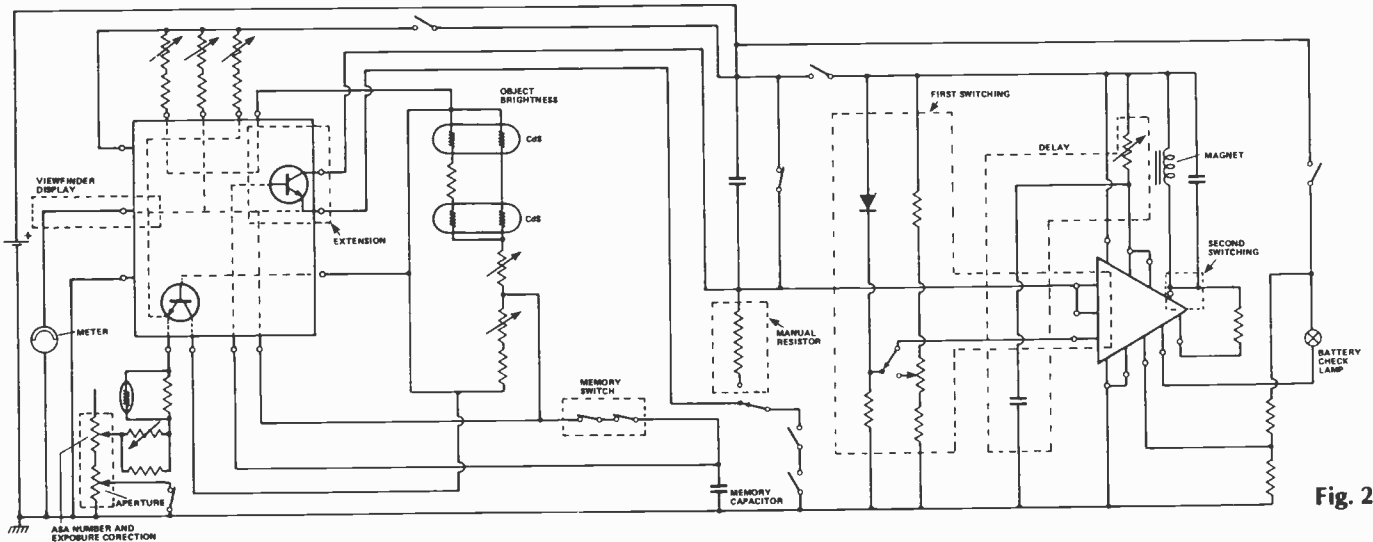 OBJECT
BRIGHTNESS
CdS
CdS
VIEWFINDER
DISPLAY
+
EXTENSION
METER
APERTURE
ASA NUMBER AND
EXPOSURE CORECTION
MEMORY
SWITCH
MEMORY
CAPACITOR
MANUAL
RESISTOR
FIRST SWITCHING
DELAY
MAGNET
SECOND
SWITCHING
BATTERY
CHECK
LAMP
Fig. 2